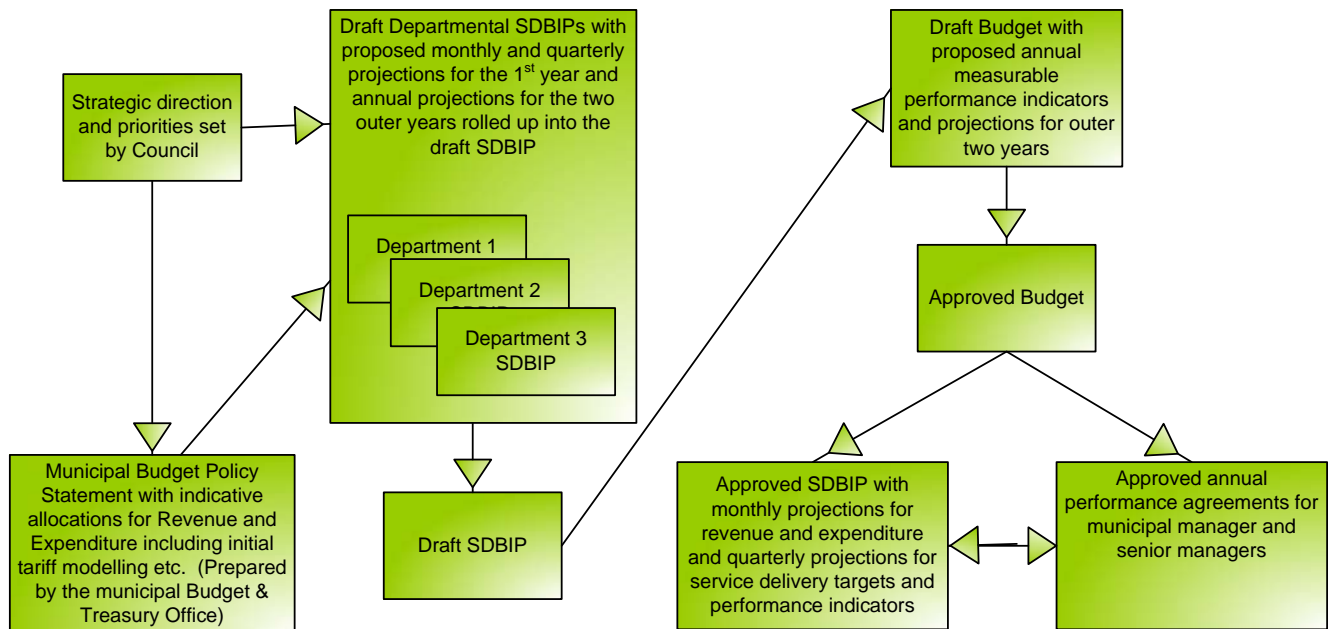 Strategic direction
and priorities set
by Council
Municipal Budget Policy
Statement with indicative
allocations for Revenue and
Expenditure including initial
tariff modelling etc.  (Prepared
by the municipal Budget &
Treasury Office)
Draft Departmental SDBIPs with
proposed monthly and quarterly
projections for the 1st year and
annual projections for the two
outer years rolled up into the
draft SDBIP
Department 1
Department 2
Department 3
SDBIP
Draft SDBIP
Draft Budget with
proposed annual
measurable
performance indicators
and projections for outer
two years
Approved Budget
Approved SDBIP with
monthly projections for
revenue and expenditure
and quarterly projections for
service delivery targets and
performance indicators
Approved annual
performance agreements for
municipal manager and
senior managers